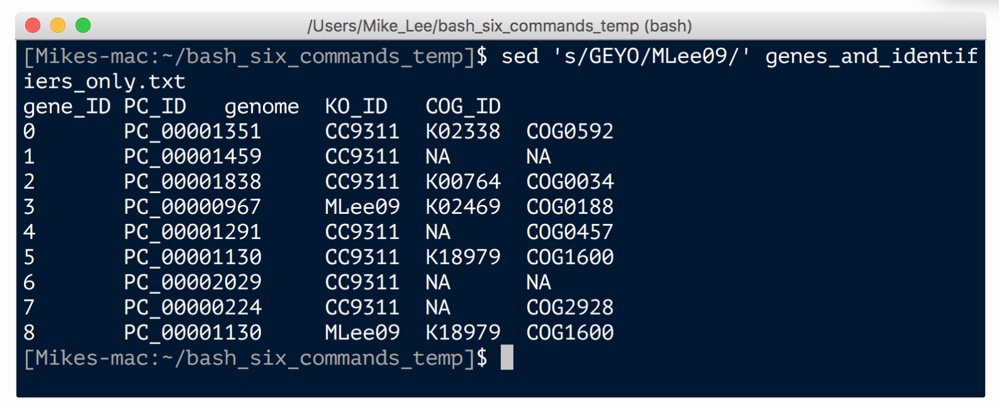 /Users/Mike_Lee/bash_six_commands_temp (bash)
[Mikes-mac:~/bash_six_commands_temp]$ sed 's/GEYO/MLee09/' genes_and_identif
iers_only.txt
gene_ID PC_ID   genome  KO_ID   COG_ID
0       PC_00001351     CC9311  K02338  COG0592
1       PC_00001459     CC9311  NA      NA
2       PC_00001838     CC9311  K00764  COG0034
3       PC_00000967     MLee09  K02469  COG0188
4       PC_00001291     CC9311  NA      COG0457
5       PC_00001130     CC9311  K18979  COG1600
6       PC_00002029     CC9311  NA      NA
7       PC_00000224     CC9311  NA      COG2928
8       PC_00001130     MLee09  K18979  COG1600
[Mikes-mac:~/bash_six_commands_temp]$